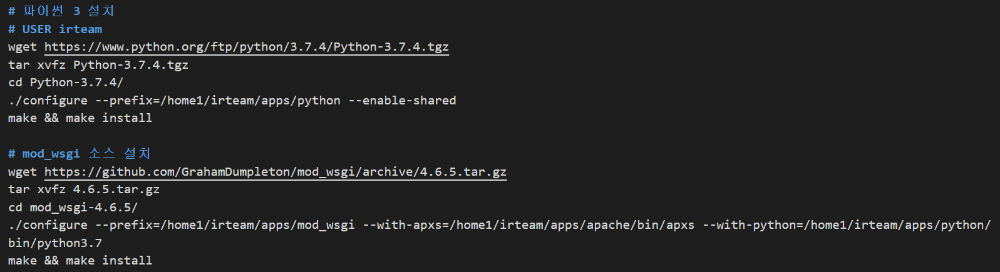 # 파이썬 3 설치
# USER irteam
wget https://www.python.org/ftp/python/3.7.4/Python-3.7.4.tgz
tar xvfz Python-3.7.4.tgz
cd Python-3.7.4/
./configure --prefix=/home1/irteam/apps/python --enable-shared
make && make install
# mod_wsgi 소스 설치
wget https://github.com/GrahamDumpleton/mod_wsgi/archive/4.6.5.tar.gz
tar xvfz 4.6.5.tar.gz
cd mod_wsgi-4.6.5/
./configure --prefix=/home1/irteam/apps/mod_wsgi --with-apxs=/home1/irteam/apps/apache/bin/apxs --with-python=/home1/irteam/apps/python/
bin/python3.7
make && make install